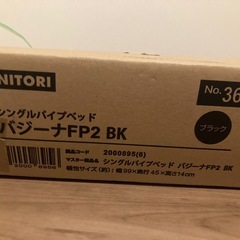 NITORI
No.36
シングルパイプベッド
バジーナFP2 BK
ブラック
商品コード 2000895(6)
マスター商品名 シングルパイプベッド バジーナFP2 BK
梱包サイズ(約):幅99×奥行45×高さ14cm